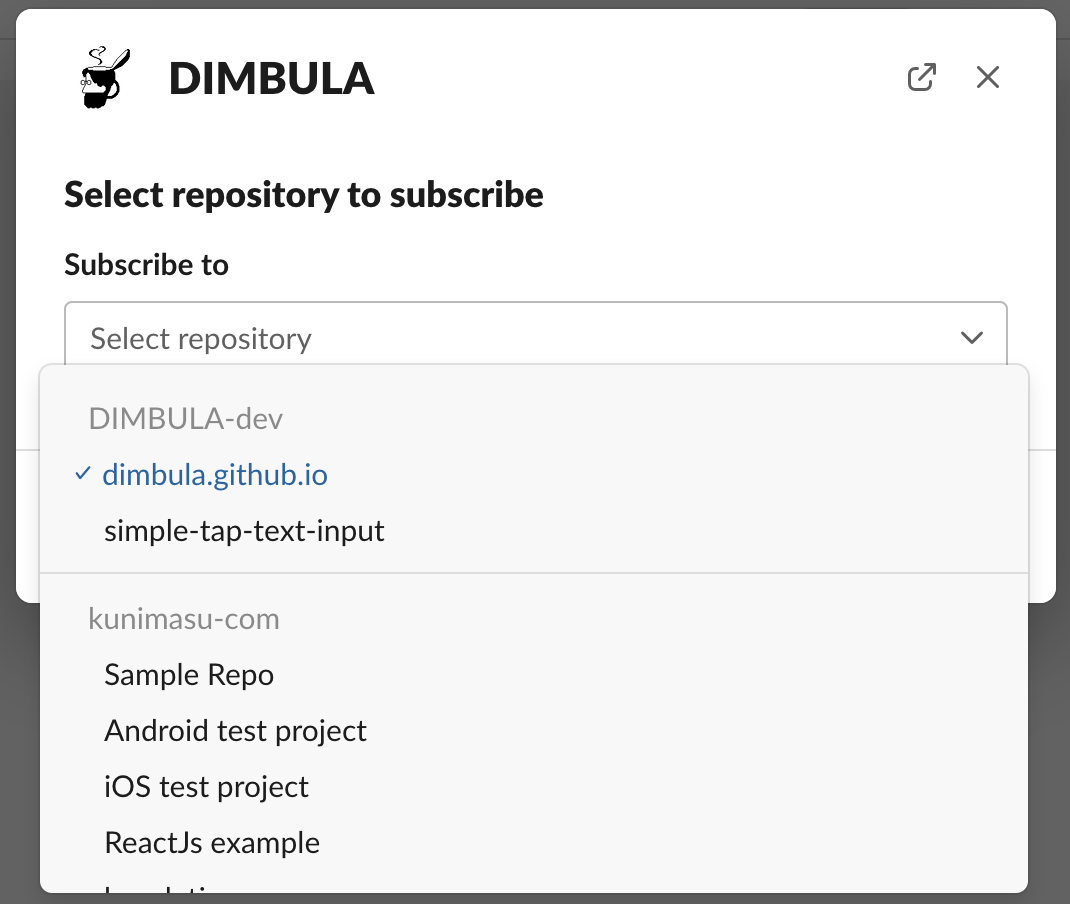 DIMBULA
Select repository to subscribe
Subscribe to
Select repository
DIMBULA-dev
dimbula.github.io
simple-tap-text-input
kunimasu-com
Sample Repo
Android test project
iOS test project
ReactJs example